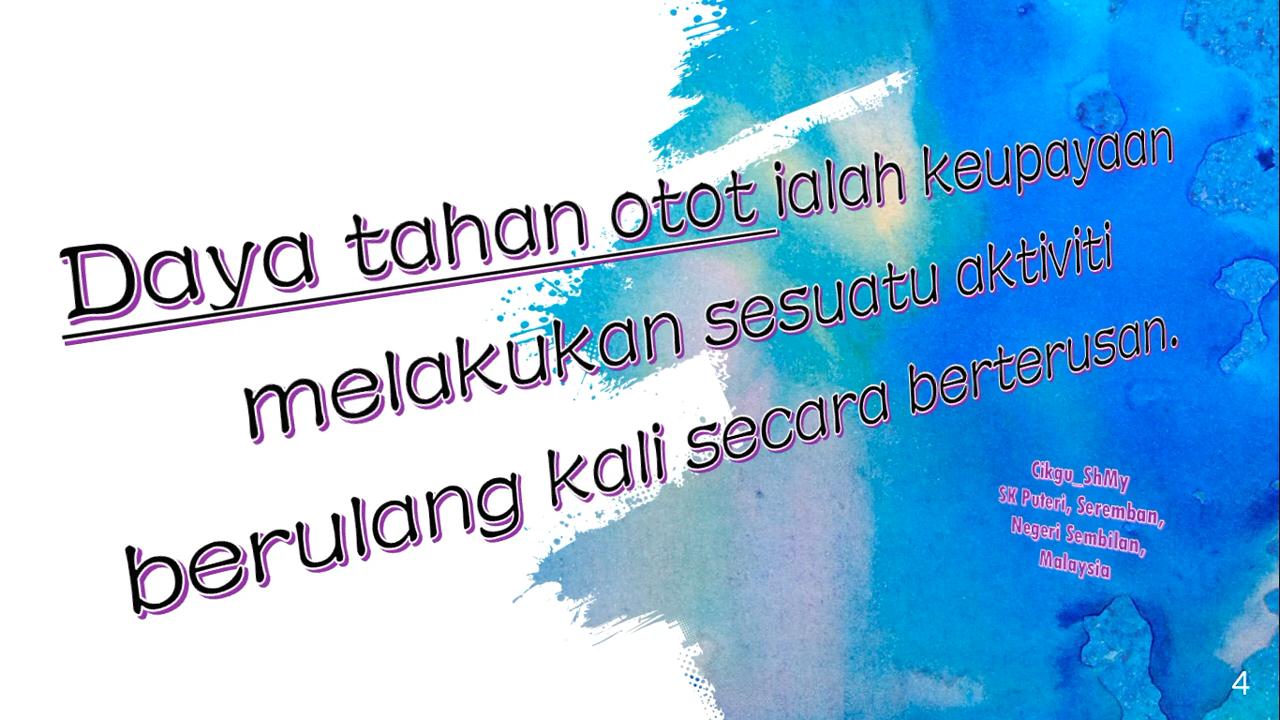 Daya tahan otot ialah keupayaan
melakukan sesuatu aktiviti
berulang kali secara berterusan.
Cikgu_ShMy
SK Puteri, Seremban,
Negeri Sembilan,
Malaysia
4